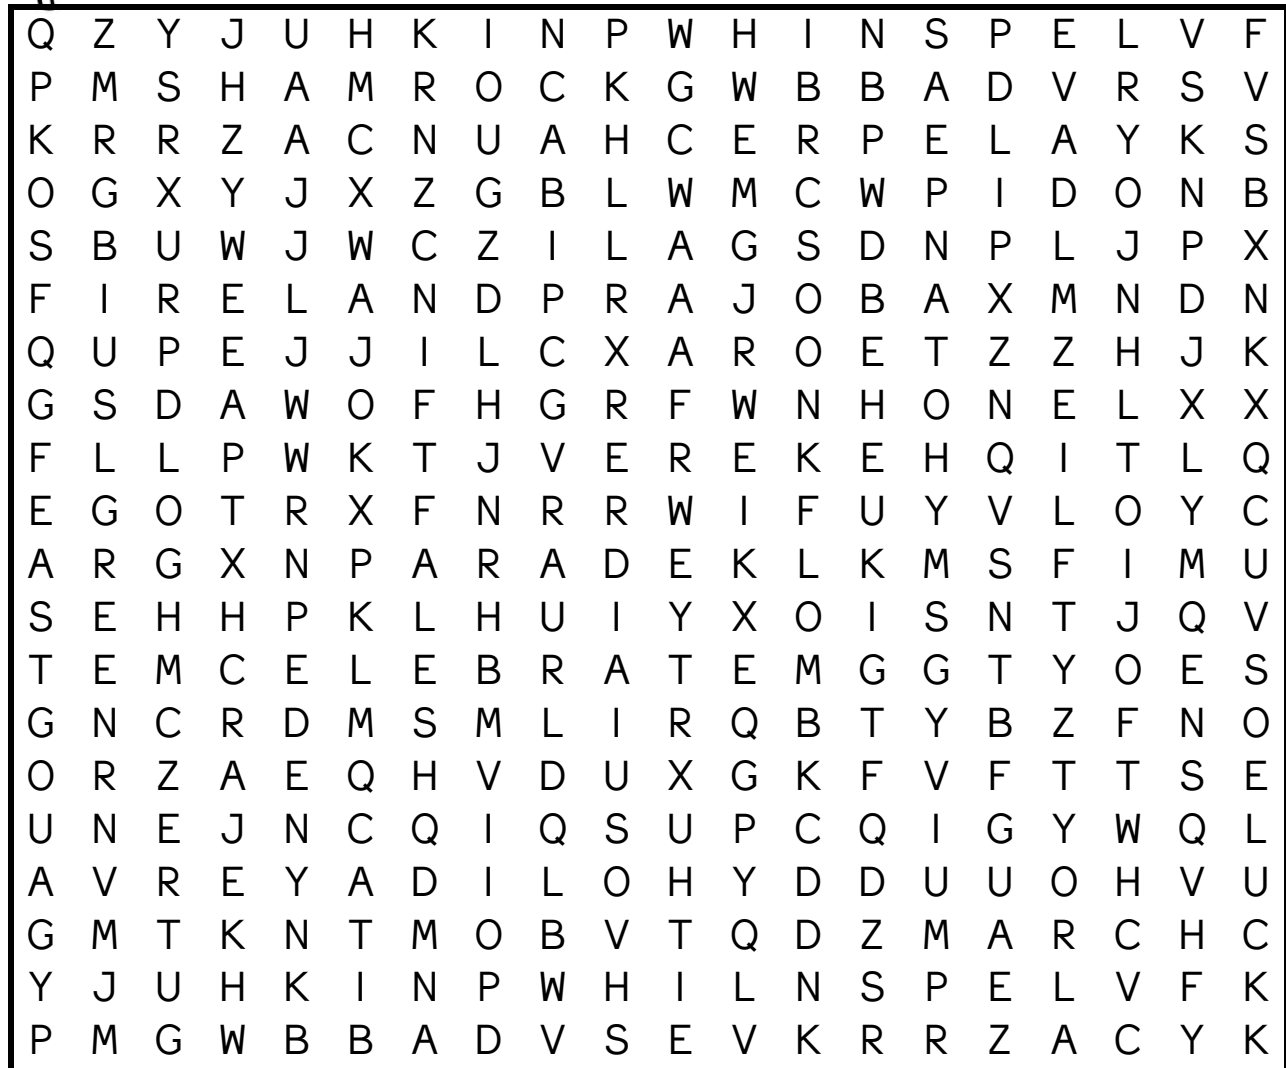 Q Z Y J U H K I N P W H I N S P E L V F
P M S H A M R O C K G W B B A D V R S V
K R R Z A C N U A H C E R P E L A Y K S
O G X Y J X Z G B L W M C W P I D O N B
S B U W J W C Z I L A G S D N P L J P X
F I R E L A N D P R A J O B A X M N D N
Q U P E J J I L C X A R O E T Z Z H J K
G S D A W O F H G R F W N H O N E L X X
F L L P W K T J V E R E K E H Q I T L Q
E G O T R X F N R R W I F U Y V L O Y C
A R G X N P A R A D E K L K M S F I M U
S E H H P K L H U I Y X O I S N T J Q V
T E M C E L E B R A T E M G G T Y O E S
G N C R D M S M L I R Q B T Y B Z F N O
O R Z A E Q H V D U X G K F V F T T S E
U N E J N C Q I Q S U P C Q I G Y W Q L
A V R E Y A D I L O H Y D D U U O H V U
G M T K N T M O B V T Q D Z M A R C H C
Y J U H K I N P W H I L N S P E L V F K
P M G W B B A D V S E V K R R Z A C Y K